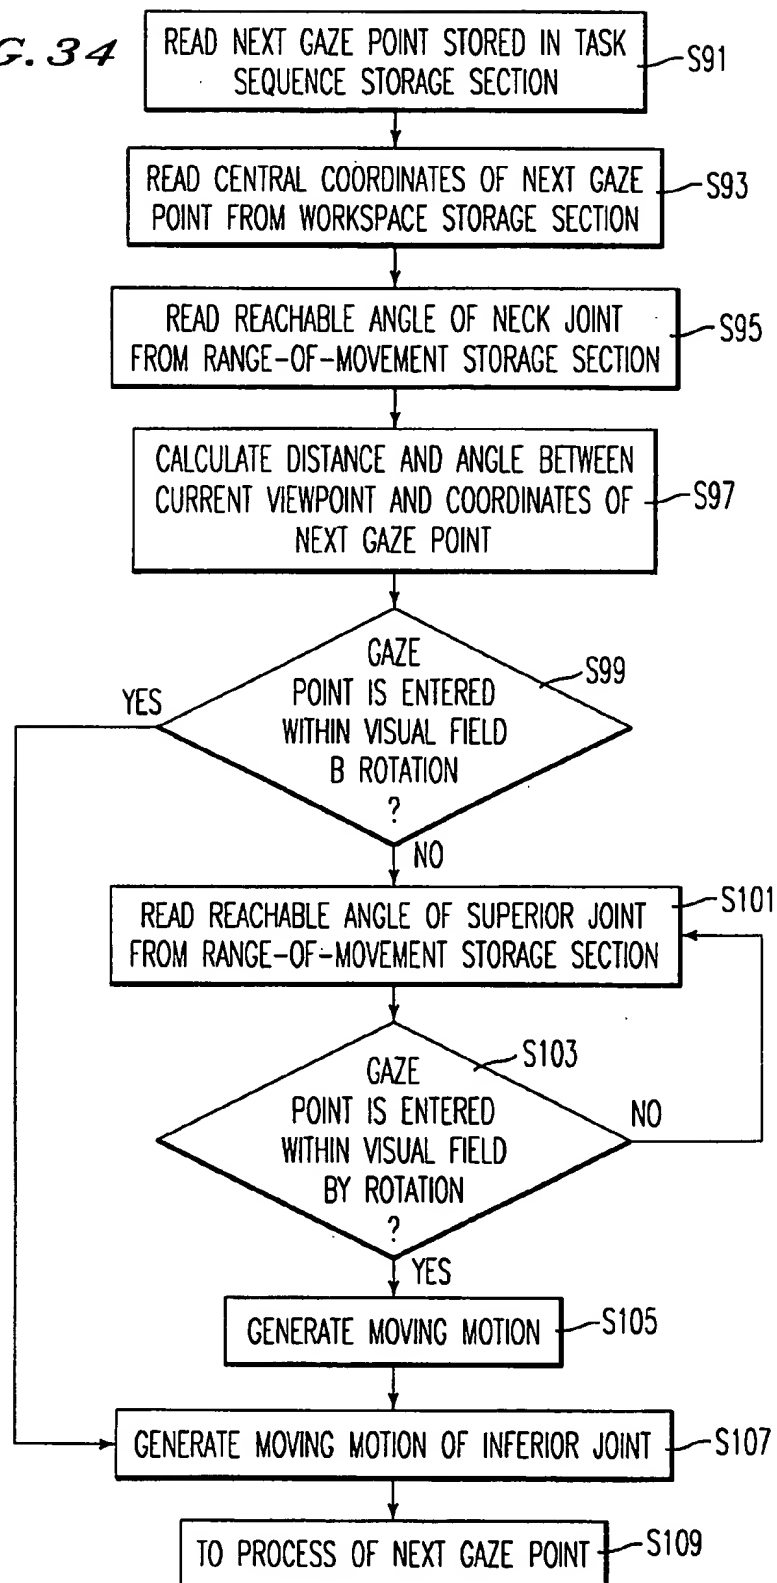 G. 34
READ NEXT GAZE POINT STORED IN TASK
SEQUENCE STORAGE SECTION
S91
READ CENTRAL COORDINATES OF NEXT GAZE
POINT FROM WORKSPACE STORAGE SECTION
S93
READ REACHABLE ANGLE OF NECK JOINT
FROM RANGE-OF-MOVEMENT STORAGE SECTION
S95
CALCULATE DISTANCE AND ANGLE BETWEEN
CURRENT VIEWPOINT AND COORDINATES OF
NEXT GAZE POINT
S97
GAZE
POINT IS ENTERED
WITHIN VISUAL FIELD
B ROTATION
?
S99
YES
NO
READ REACHABLE ANGLE OF SUPERIOR JOINT
FROM RANGE-OF-MOVEMENT STORAGE SECTION
S101
GAZE
POINT IS ENTERED
WITHIN VISUAL FIELD
BY ROTATION
?
S103
NO
YES
GENERATE MOVING MOTION
S105
GENERATE MOVING MOTION OF INFERIOR JOINT
S107
TO PROCESS OF NEXT GAZE POINT
S109